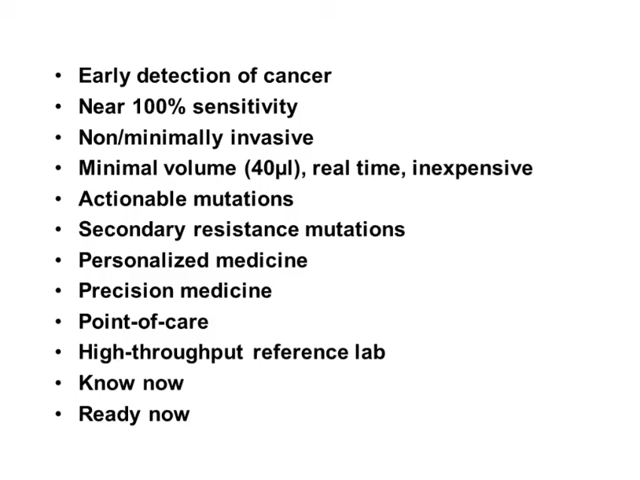 • Early detection of cancer
• Near 100% sensitivity
• Non/minimally invasive
• Minimal volume (40µl), real time, inexpensive
• Actionable mutations
• Secondary resistance mutations
• Personalized medicine
• Precision medicine
• Point-of-care
• High-throughput reference lab
• Know now
• Ready now